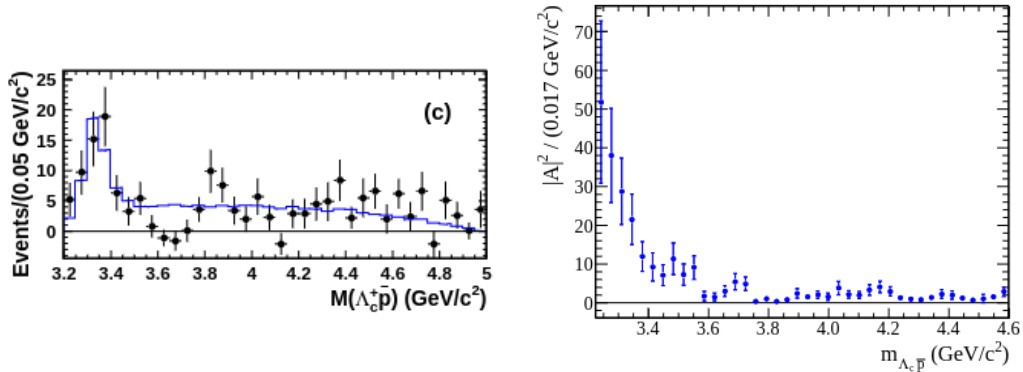 Events/(0.05 GeV/c²)
25
20
15
10
5
0
(c)
3.2 3.4 3.6 3.8 4 4.2 4.4 4.6 4.8 5
M(Λc⁺p̅) (GeV/c²)
|A|² / (0.017 GeV/c²)
70
60
50
40
30
20
10
0
3.4 3.6 3.8 4.0 4.2 4.4 4.6
mΛc p̅ (GeV/c²)